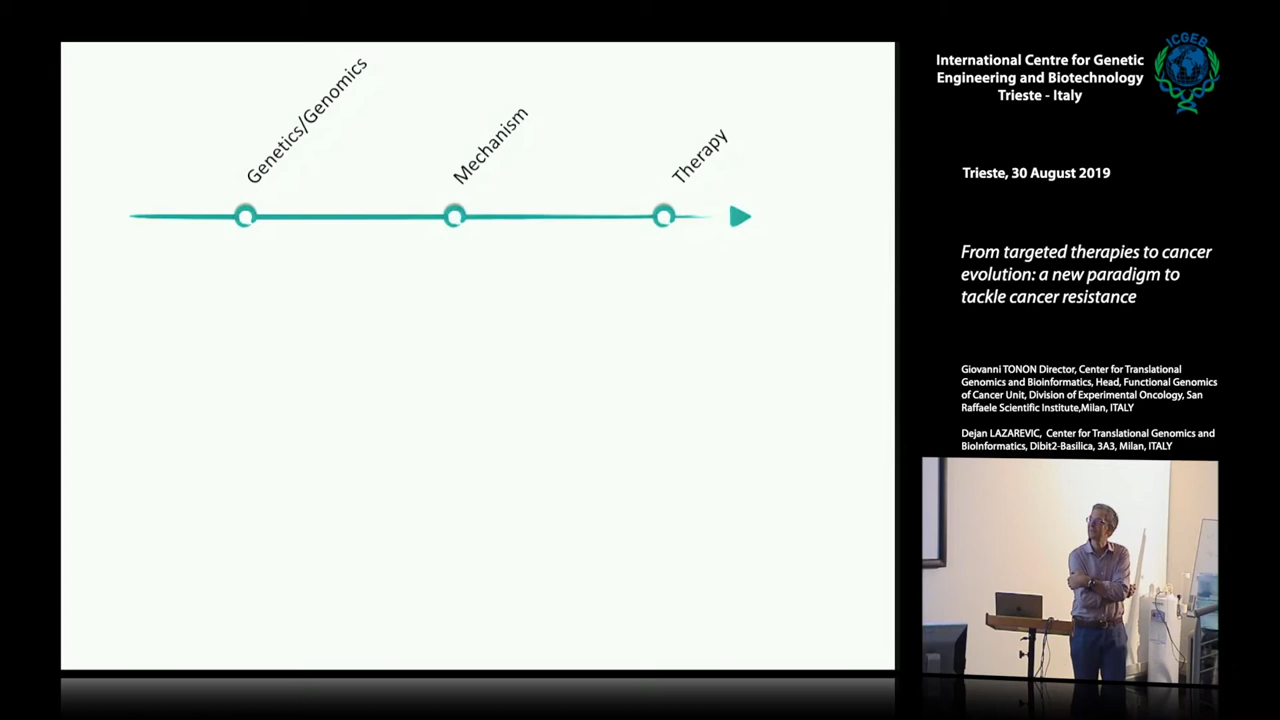 Genetics/Genomics
Mechanism
Therapy
International Centre for Genetic
Engineering and Biotechnology
Trieste - Italy
ICGEB
Trieste, 30 August 2019
From targeted therapies to cancer
evolution: a new paradigm to
tackle cancer resistance
Giovanni TONON Director, Center for Translational
Genomics and Bioinformatics, Head, Functional Genomics
of Cancer Unit, Division of Experimental Oncology, San
Raffaele Scientific Institute,Milan, ITALY
Dejan LAZAREVIC, Center for Translational Genomics and
BioInformatics, Dibit2-Basilica, 3A3, Milan, ITALY